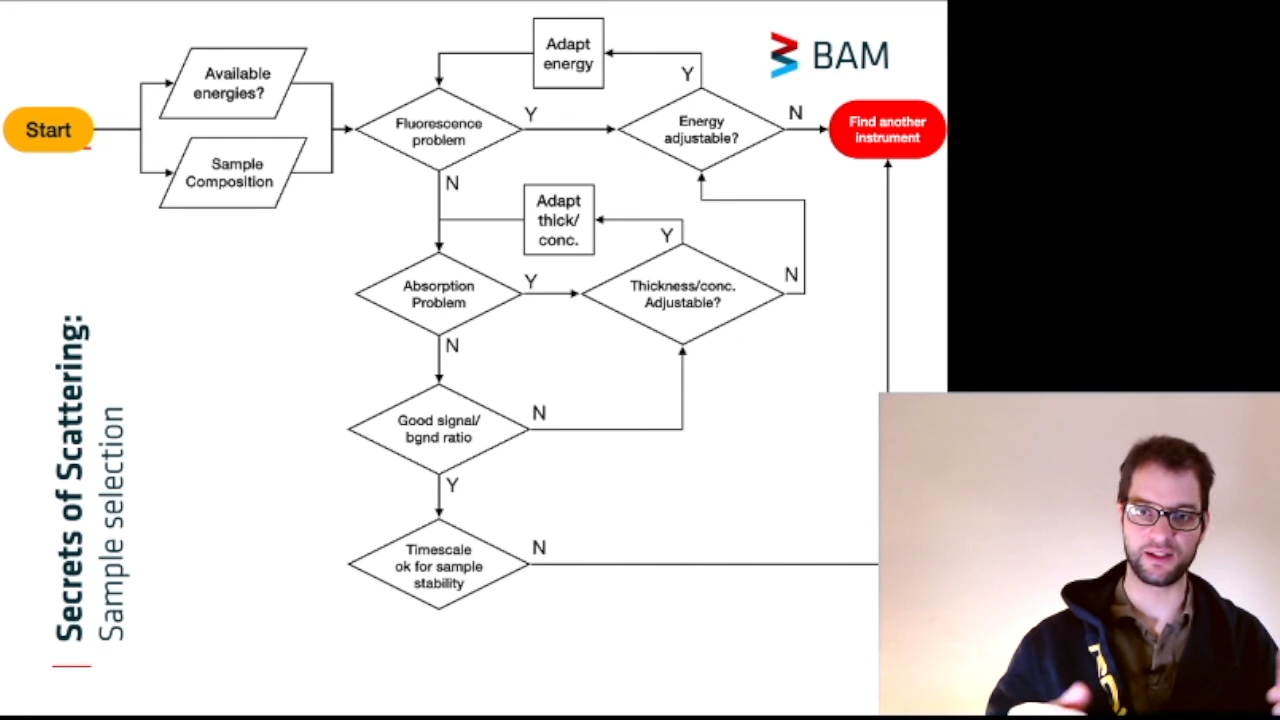 Adapt
energy
BAM
Available
energies?
Y
Start
Fluorescence
problem
Y
Energy
adjustable?
N
Find another
instrument
Sample
Composition
N
Adapt
thick/
conc.
Y
Absorption
Problem
Y
Thickness/conc.
Adjustable?
N
N
Good signal/
bgnd ratio
N
Y
Timescale
ok for sample
stability
N
Secrets of Scattering:
Sample selection